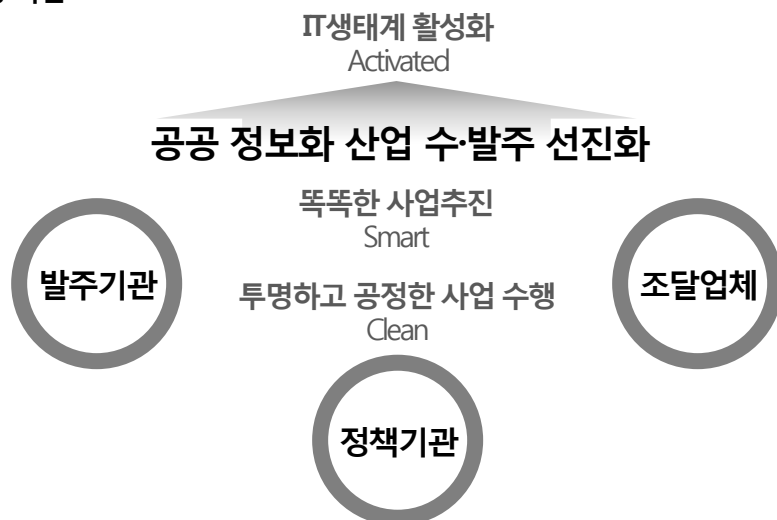 IT생태계 활성화
Activated
공공 정보화 산업 수·발주 선진화
똑똑한 사업추진
Smart
발주기관
투명하고 공정한 사업 수행
Clean
조달업체
정책기관